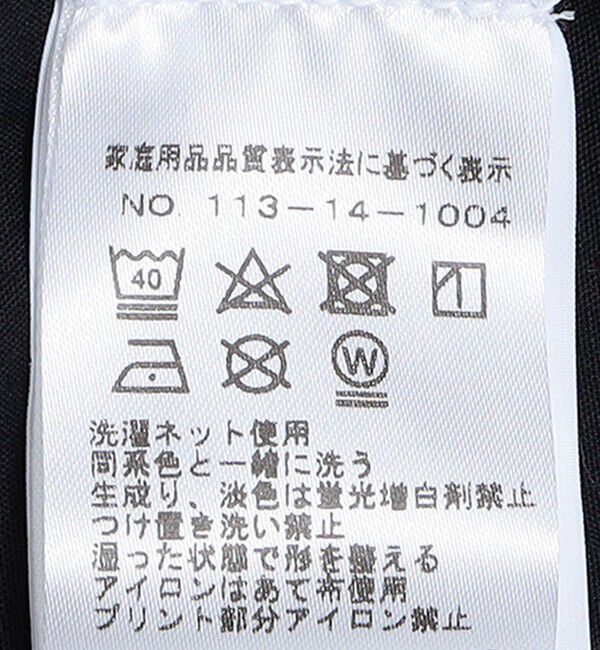 家庭用品品質表示法に基づく表示
NO. 113-14-1004
40
W
洗濯ネット使用
同系色と一緒に洗う
生成り、淡色は蛍光増白剤禁止
つけ置き洗い禁止
湿った状態で形を整える
アイロンはあて布使用
プリント部分アイロン禁止